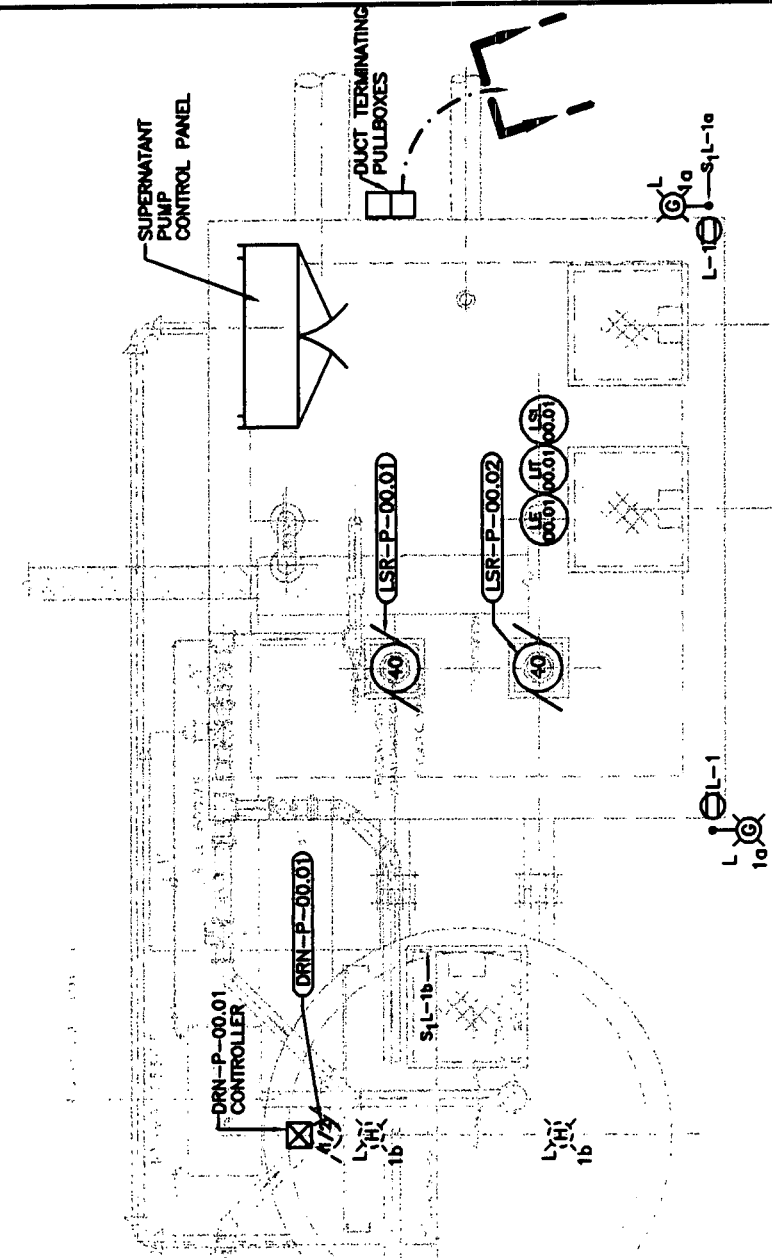 SUPERNATANT
PUMP
CONTROL PANEL
DUCT TERMINATING
PULLBOXES
L
G
1a
S₁L-1a
L-1
LSR-P-00.01
LSR-P-00.02
40
40
LE
00.01
LIT
00.01
LSL
00.01
L-1
L
G
1a
DRN-P-00.01
DRN-P-00.01
CONTROLLER
1/2
S₁L-1b
L
H
1b
L
H
1b